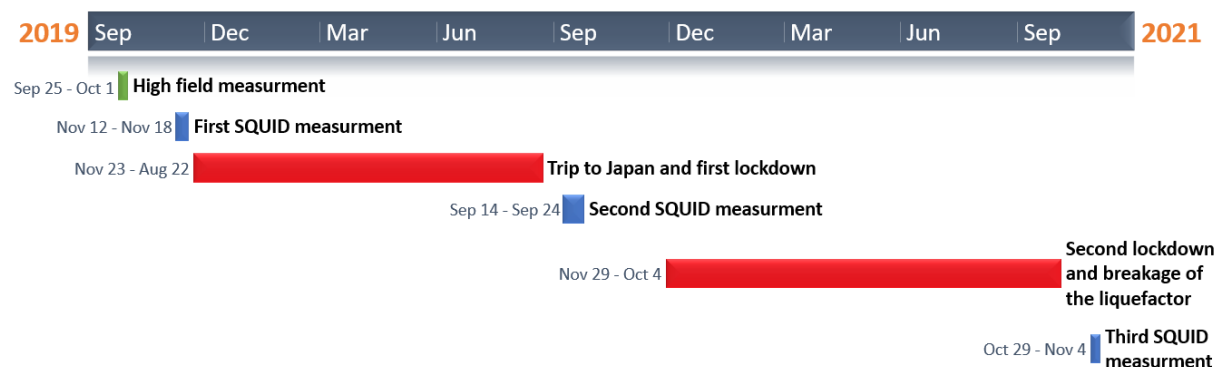 2019 Sep Dec Mar Jun Sep Dec Mar Jun Sep 2021
Sep 25 - Oct 1 High field measurment
Nov 12 - Nov 18 First SQUID measurment
Nov 23 - Aug 22 Trip to Japan and first lockdown
Sep 14 - Sep 24 Second SQUID measurment
Second lockdown
Nov 29 - Oct 4 and breakage of
the liquefactor
Oct 29 - Nov 4 Third SQUID
measurment